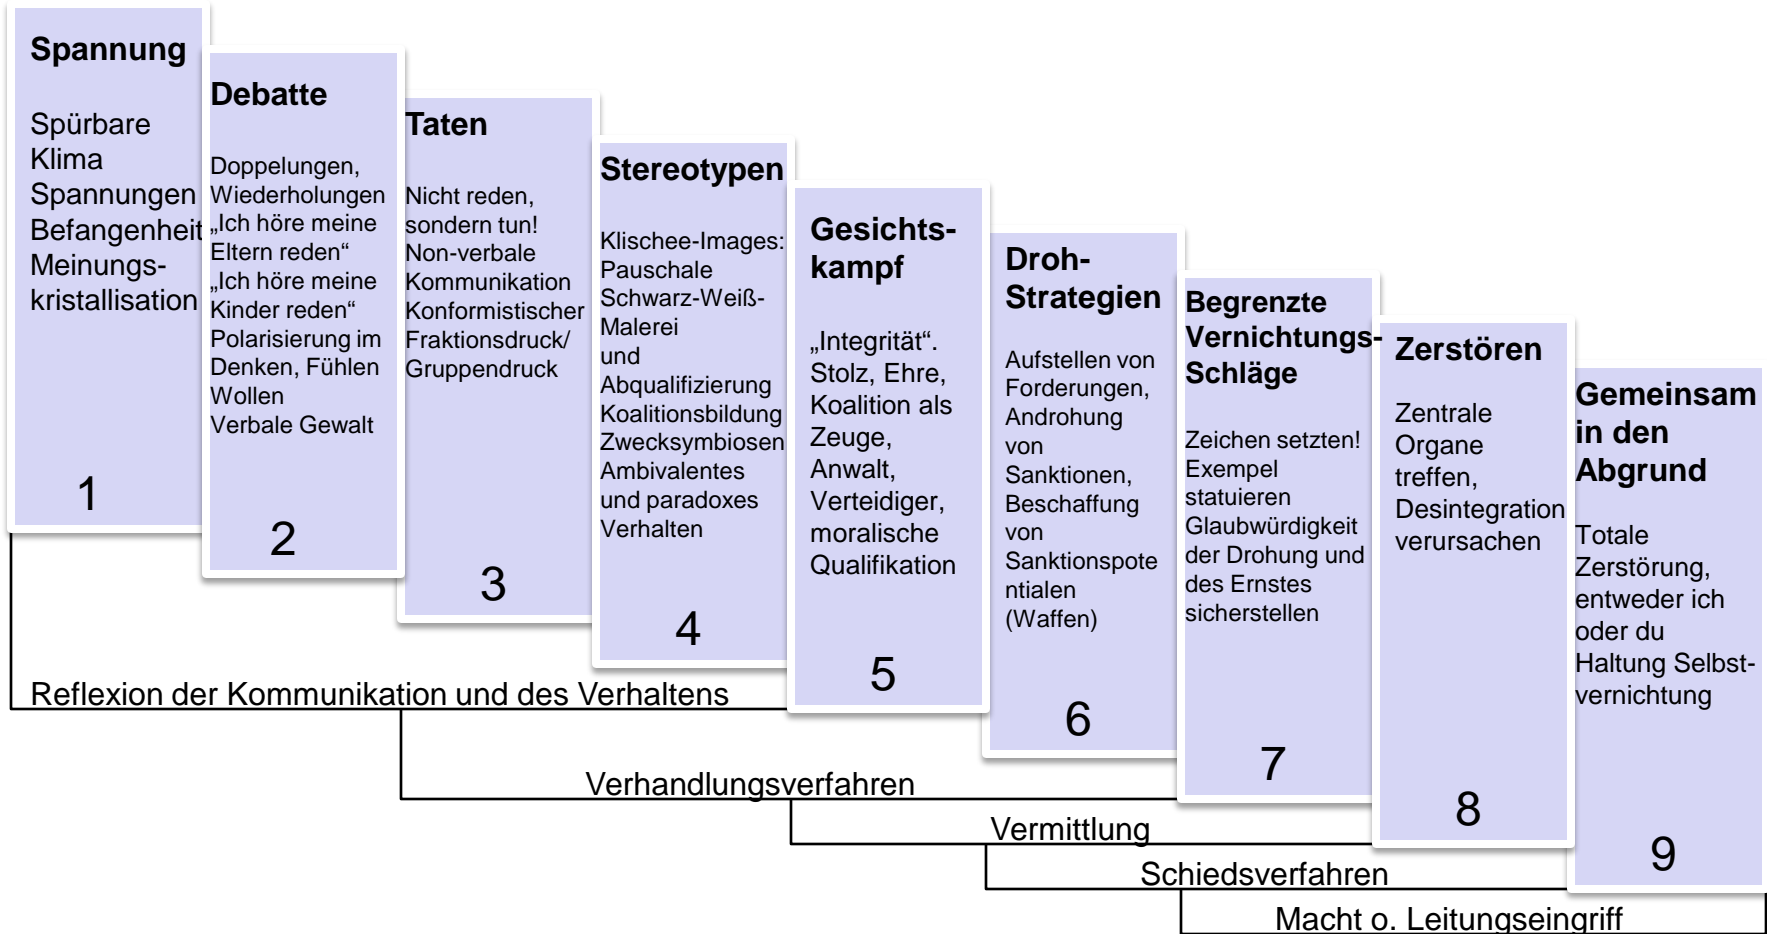 Spannung
Spürbare
Klima
Spannungen
Befangenheit
Meinungs-
kristallisation
1
Debatte
Doppelungen,
Wiederholungen
„Ich höre meine
Eltern reden“
„Ich höre meine
Kinder reden“
Polarisierung im
Denken, Fühlen
Wollen
Verbale Gewalt
2
Taten
Nicht reden,
sondern tun!
Non-verbale
Kommunikation
Konformistischer
Fraktionsdruck/
Gruppendruck
3
Stereotypen
Klischee-Images:
Pauschale
Schwarz-Weiß-
Malerei
und
Abqualifizierung
Koalitionsbildung
Zwecksymbiosen
Ambivalentes
und paradoxes
Verhalten
4
Gesichts-
kampf
„Integrität“.
Stolz, Ehre,
Koalition als
Zeuge,
Anwalt,
Verteidiger,
moralische
Qualifikation
5
Droh-
Strategien
Aufstellen von
Forderungen,
Androhung
von
Sanktionen,
Beschaffung
von
Sanktionspote
ntialen
(Waffen)
6
Begrenzte
Vernichtungs-
Schläge
Zeichen setzten!
Exempel
statuieren
Glaubwürdigkeit
der Drohung und
des Ernstes
sicherstellen
7
Zerstören
Zentrale
Organe
treffen,
Desintegration
verursachen
8
Gemeinsam
in den
Abgrund
Totale
Zerstörung,
entweder ich
oder du
Haltung Selbst-
vernichtung
9
Reflexion der Kommunikation und des Verhaltens
Verhandlungsverfahren
Vermittlung
Schiedsverfahren
Macht o. Leitungseingriff